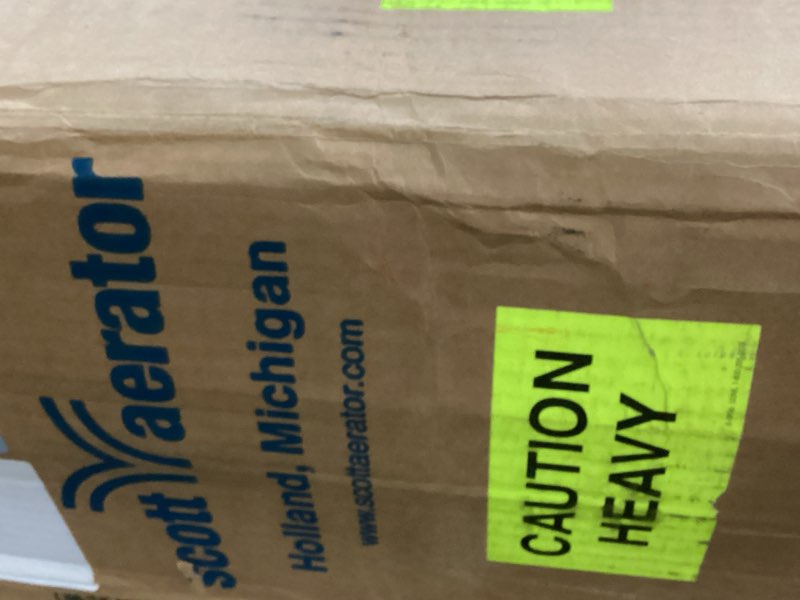 scott aerator
Holland, Michigan
www.scottaerator.com
CAUTION
HEAVY